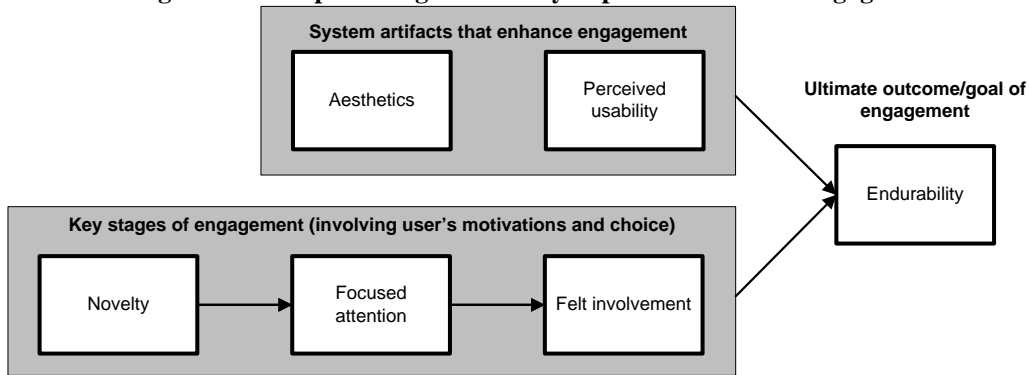 System artifacts that enhance engagement
Aesthetics
Perceived
usability
Ultimate outcome/goal of
engagement
Endurability
Key stages of engagement (involving user's motivations and choice)
Novelty
Focused
attention
Felt involvement